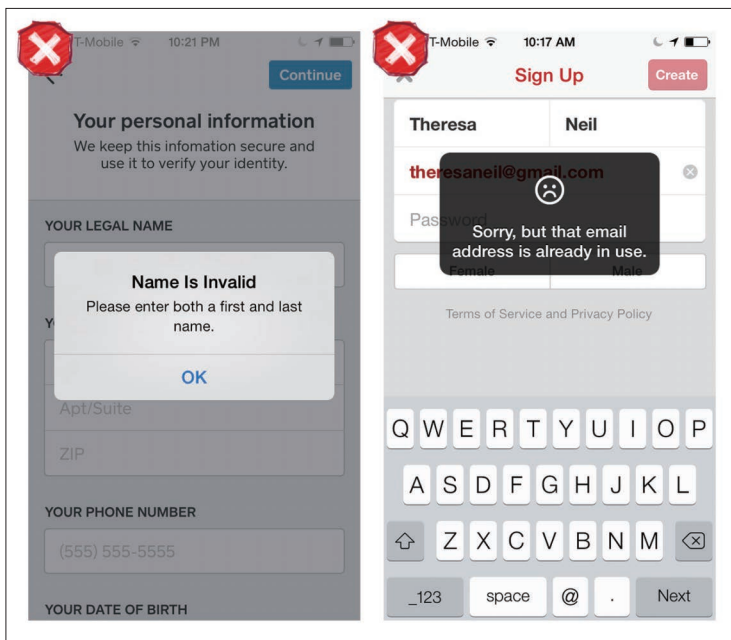 T-Mobile 10:21 PM
Continue
Your personal information
We keep this infomation secure and
use it to verify your identity.
YOUR LEGAL NAME
Name Is Invalid
Please enter both a first and last
name.
OK
Apt/Suite
ZIP
YOUR PHONE NUMBER
(555) 555-5555
YOUR DATE OF BIRTH
T-Mobile 10:17 AM
Sign Up
Create
Theresa Neil
theresaneil@gmail.com
Password
Sorry, but that email
address is already in use.
Female Male
Terms of Service and Privacy Policy
Q W E R T Y U I O P
A S D F G H J K L
Z X C V B N M
_123 space @ . Next